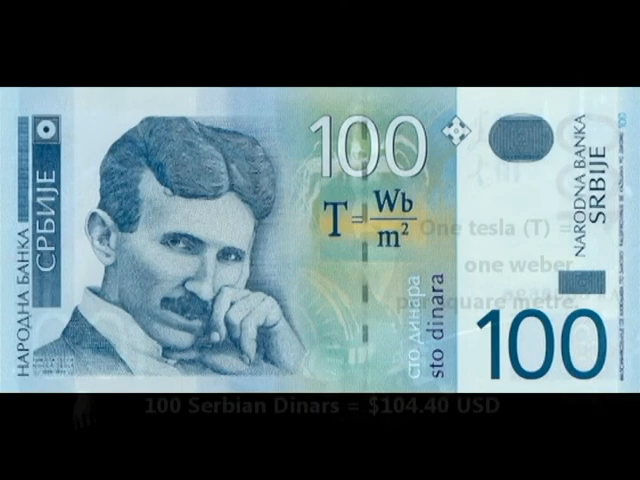 НАРОДНА БАНКА
СРБИЈЕ
100
T = Wb
m²
One tesla (T) =
one weber
square metre.
сто динара
sto dinara
NARODNA BANKA
SRBIJE
100
100 Serbian Dinars = $104.40 USD